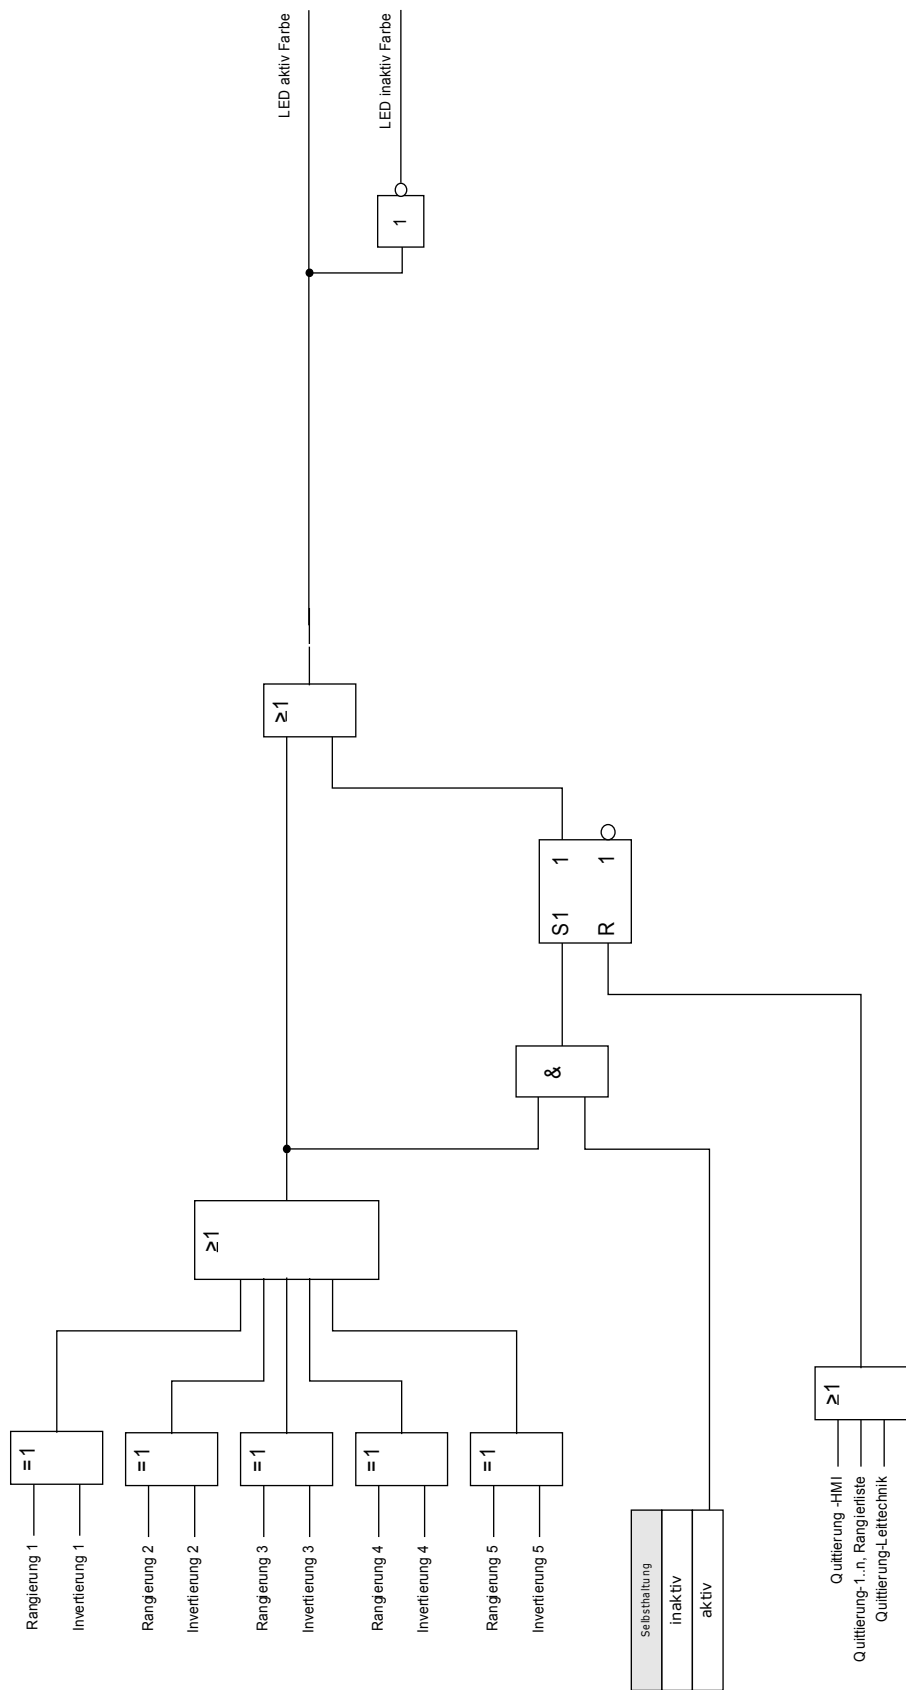 LED aktiv Farbe
LED inaktiv Farbe
1
≥1
S1
1
R
1
&
≥1
=1
=1
=1
=1
=1
≥1
Rangierung 1
Invertierung 1
Rangierung 2
Invertierung 2
Rangierung 3
Invertierung 3
Rangierung 4
Invertierung 4
Rangierung 5
Invertierung 5
Selbsthaltung
inaktiv
aktiv
Quittierung -HMI
Quittierung-1..n, Rangierliste
Quittierung-Leittechnik